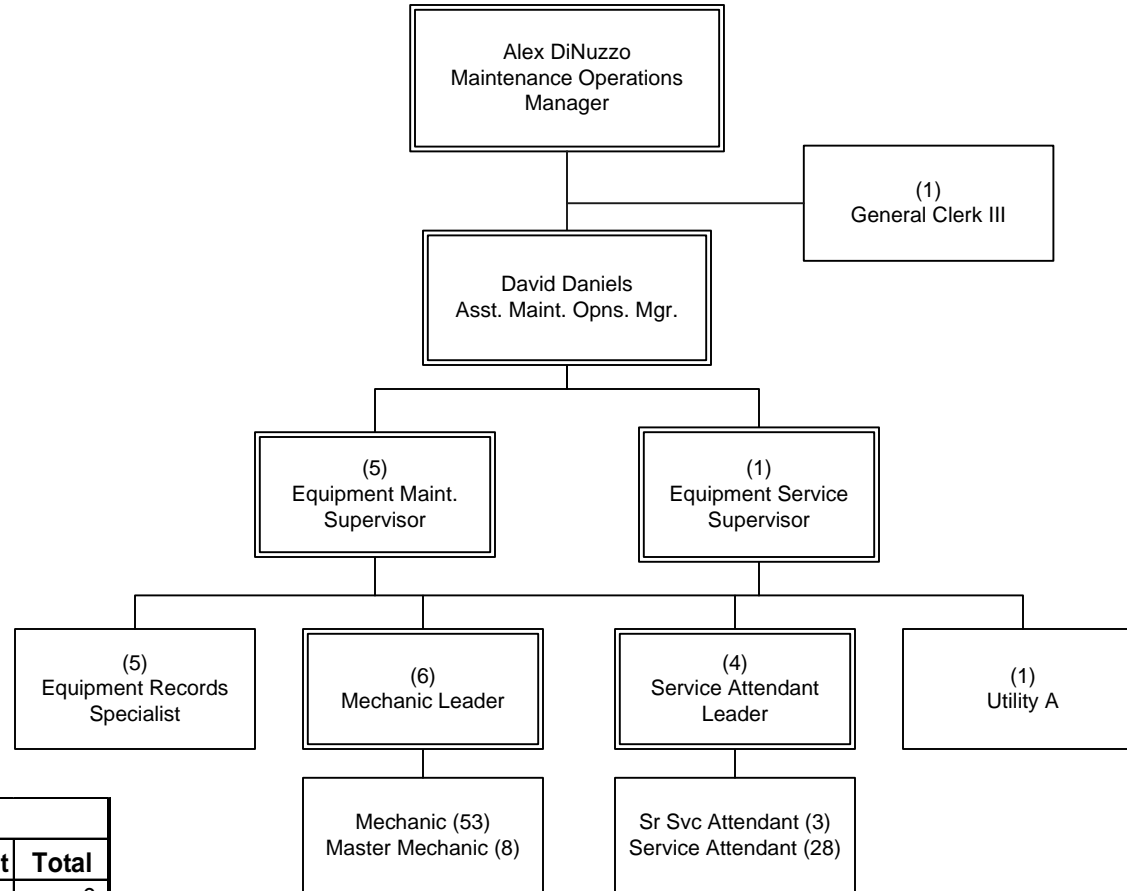 Alex DiNuzzo
Maintenance Operations
Manager
(1)
General Clerk III
David Daniels
Asst. Maint. Opns. Mgr.
(5)
Equipment Maint.
Supervisor
(1)
Equipment Service
Supervisor
(5)
Equipment Records
Specialist
(6)
Mechanic Leader
(4)
Service Attendant
Leader
(1)
Utility A
Mechanic (53)
Master Mechanic (8)
Sr Svc Attendant (3)
Service Attendant (28)
t Total